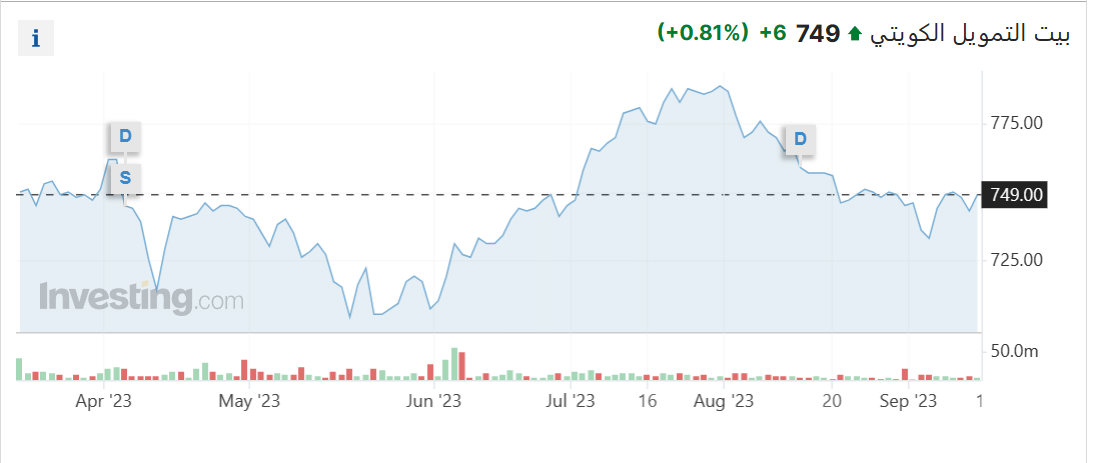 بيت التمويل الكويتي 749 +6 (+0.81%)
i
D
S
D
775.00
749.00
725.00
Investing.com
50.0m
Apr '23 May '23 Jun '23 Jul '23 16 Aug '23 20 Sep '23 1